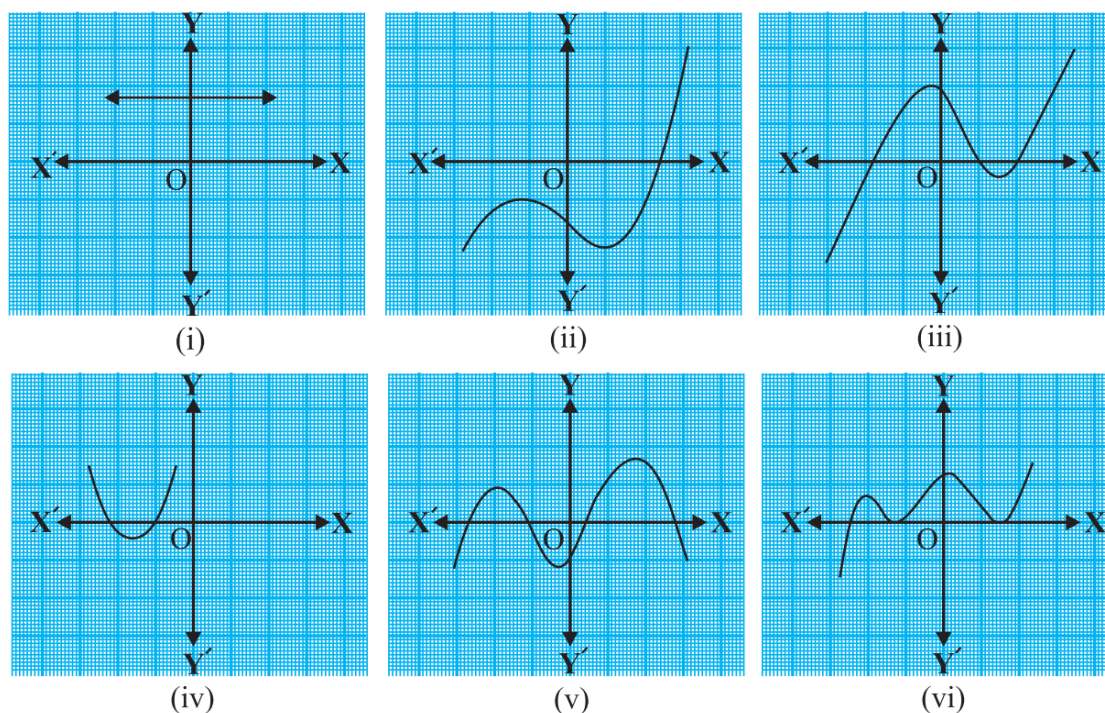 Y Y Y
X′ X X′ X X′ X
O O O
Y′ Y′ Y′
(i) (ii) (iii)
Y Y Y
X′ X X′ X X′ X
O O O
Y′ Y′ Y′
(iv) (v) (vi)